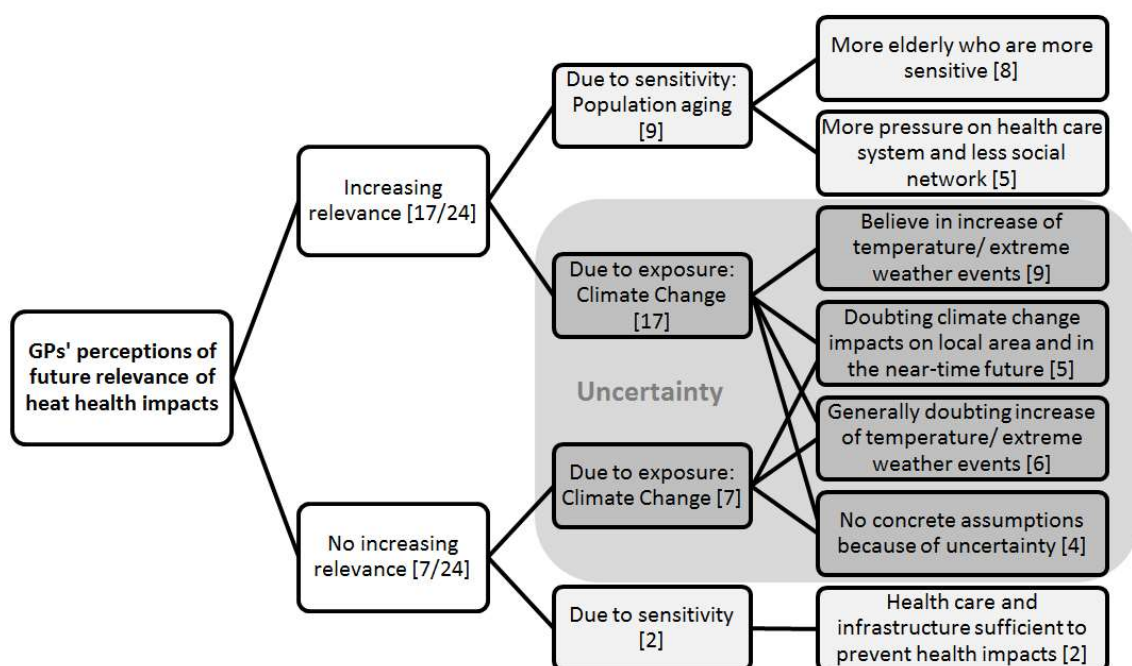 GPs' perceptions of
future relevance of
heat health impacts
Increasing
relevance [17/24]
No increasing
relevance [7/24]
Due to sensitivity:
Population aging
[9]
Due to exposure:
Climate Change
[17]
Uncertainty
Due to exposure:
Climate Change [7]
Due to sensitivity
[2]
More elderly who are more
sensitive [8]
More pressure on health care
system and less social
network [5]
Believe in increase of
temperature/ extreme
weather events [9]
Doubting climate change
impacts on local area and in
the near-time future [5]
Generally doubting increase
of temperature/ extreme
weather events [6]
No concrete assumptions
because of uncertainty [4]
Health care and
infrastructure sufficient to
prevent health impacts [2]